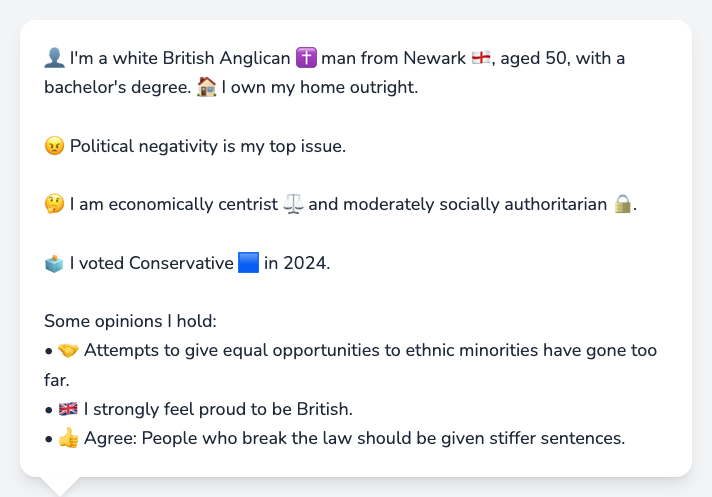 👤 I'm a white British Anglican ✝️ man from Newark 🏴󠁧󠁢󠁥󠁮󠁧󠁿, aged 50, with a
bachelor's degree. 🏠 I own my home outright.
😠 Political negativity is my top issue.
🤔 I am economically centrist ⚖️ and moderately socially authoritarian 🔒.
🗳️ I voted Conservative 🟦 in 2024.
Some opinions I hold:
• 🤝 Attempts to give equal opportunities to ethnic minorities have gone too
far.
• 🇬🇧 I strongly feel proud to be British.
• 👍 Agree: People who break the law should be given stiffer sentences.